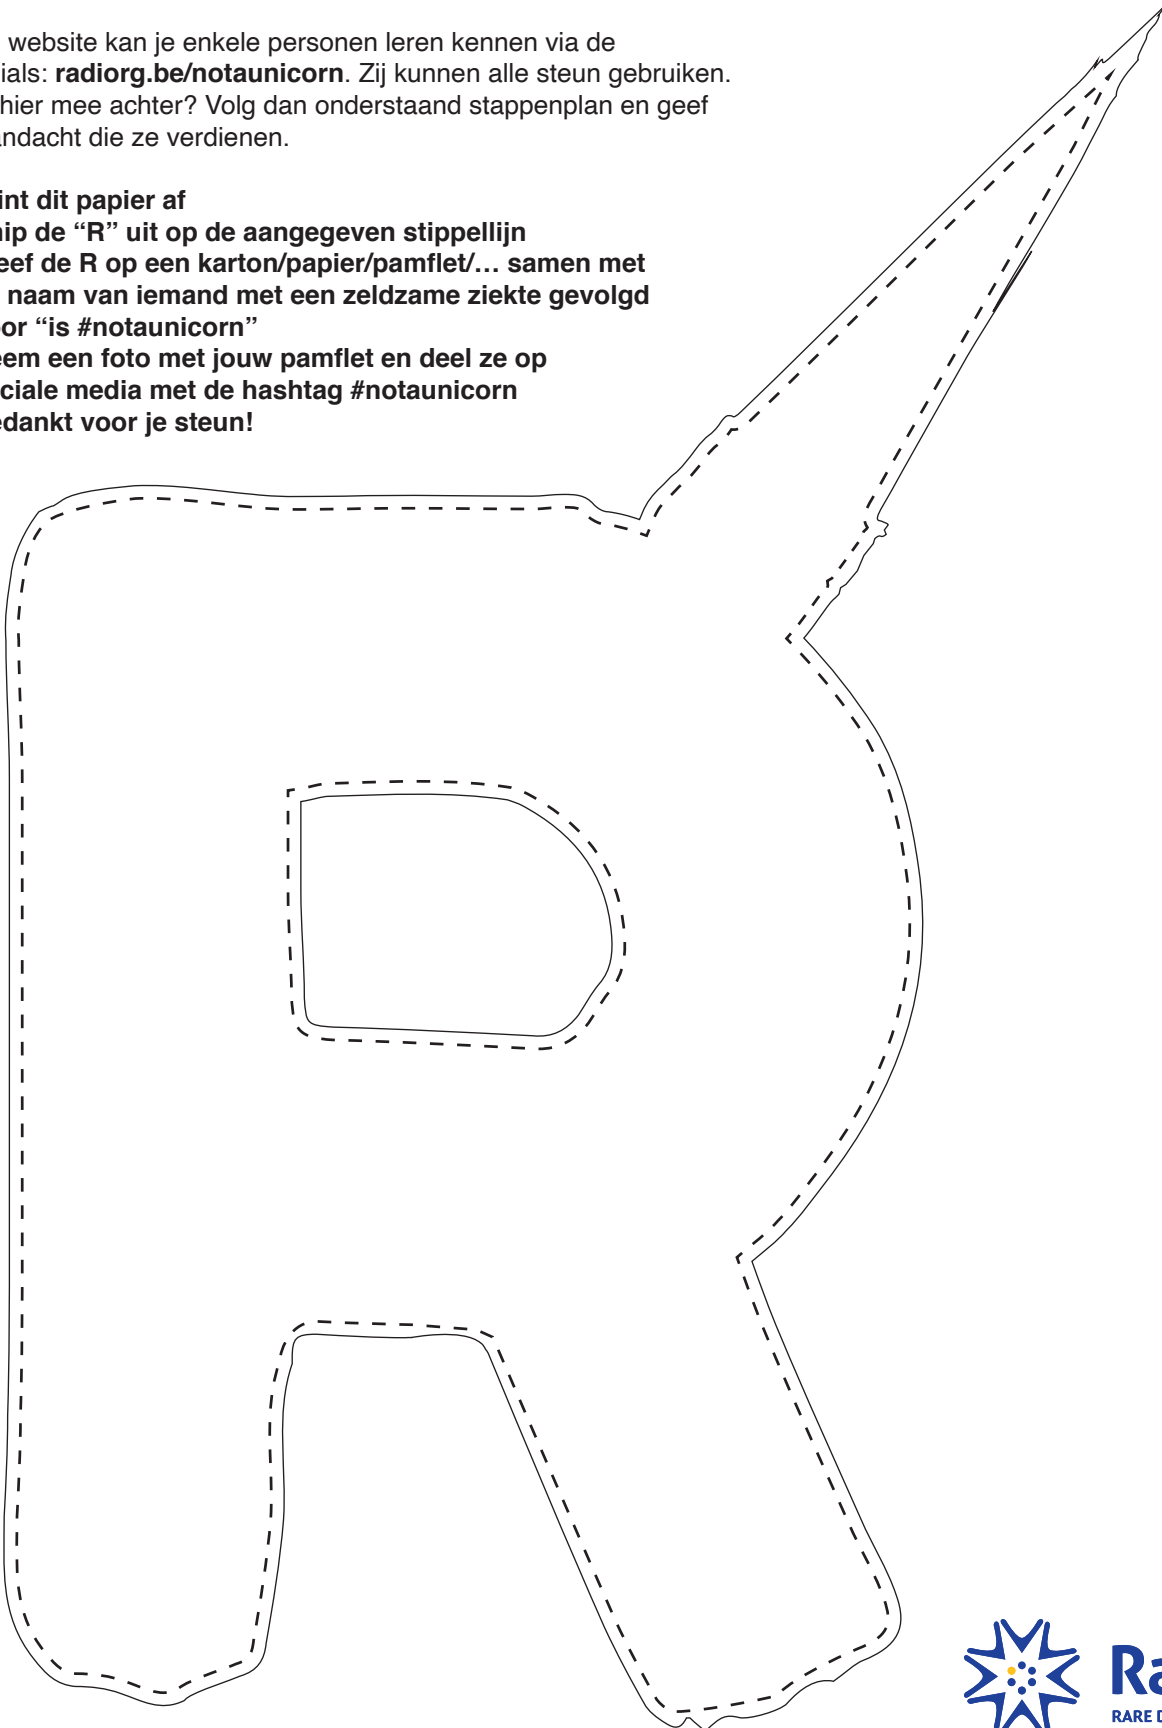 website kan je enkele personen leren kennen via de
ials: radiorg.be/notaunicorn. Zij kunnen alle steun gebruiken.
hier mee achter? Volg dan onderstaand stappenplan en geef
andacht die ze verdienen.
int dit papier af
nip de “R” uit op de aangegeven stippellijn
eef de R op een karton/papier/pamflet/… samen met
naam van iemand met een zeldzame ziekte gevolgd
or “is #notaunicorn”
em een foto met jouw pamflet en deel ze op
ciale media met de hashtag #notaunicorn
edankt voor je steun!
R
Ra
RARE D